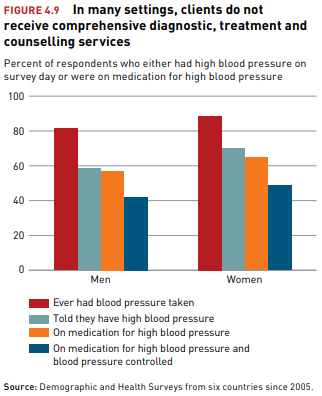 FIGURE 4.9 In many settings, clients do not
receive comprehensive diagnostic, treatment and
counselling services
Percent of respondents who either had high blood pressure on
survey day or were on medication for high blood pressure
100
80
60
40
20
0
Men Women
Ever had blood pressure taken
Told they have high blood pressure
On medication for high blood pressure
On medication for high blood pressure and
blood pressure controlled
Source: Demographic and Health Surveys from six countries since 2005.